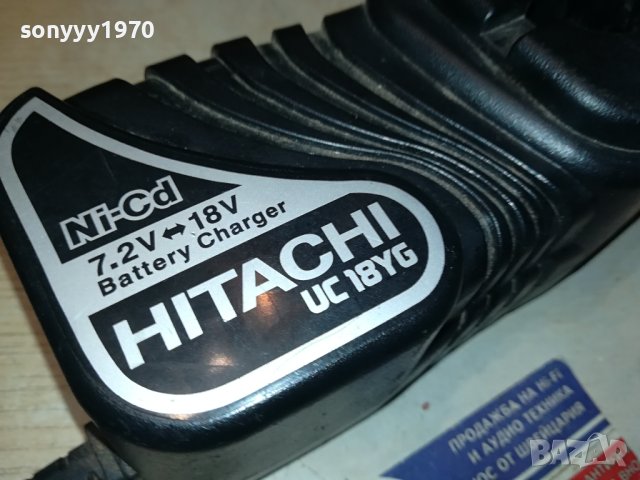 sonyyy1970
Ni-Cd
7.2V ↔ 18V
Battery Charger
HITACHI
UC 18YG
ПРОДАЖБА НА Hi-Fi
И АУДИО ТЕХНИКА
ОТ ШВЕЙЦАРИЯ
BAZAR